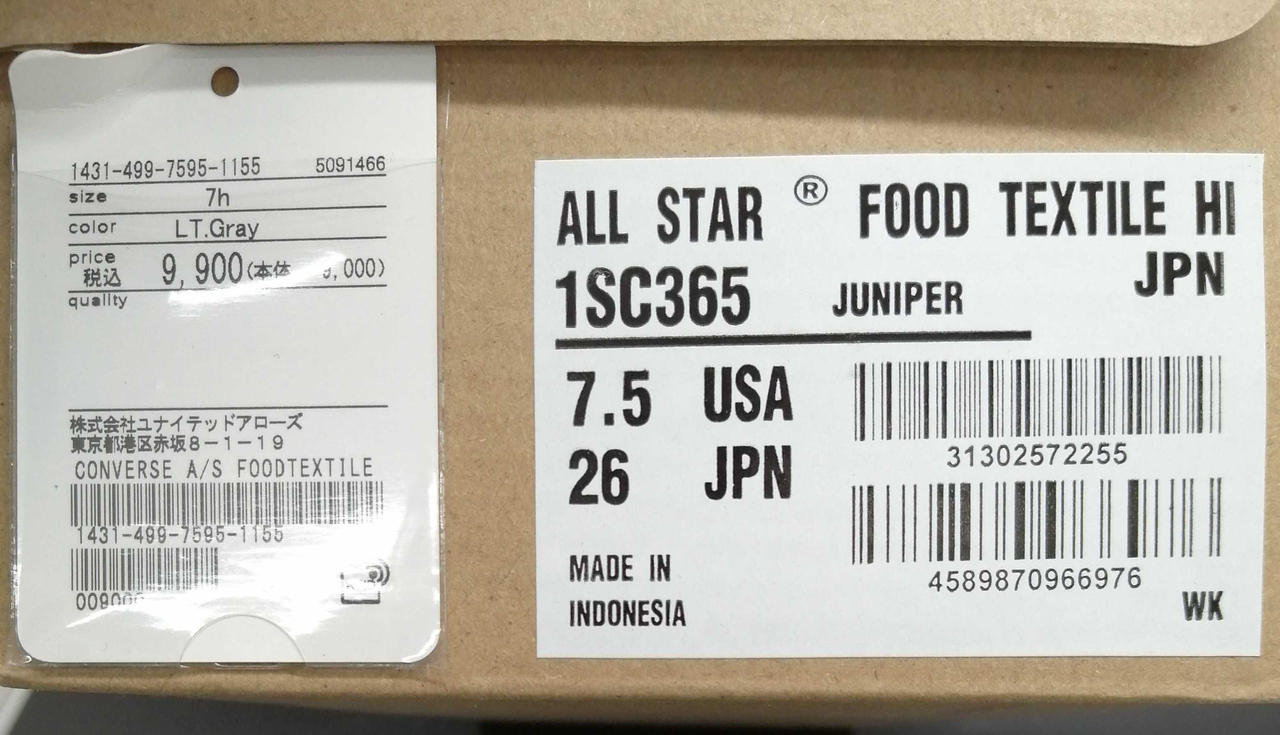 1431-499-7595-1155 5091466
size 7h
color LT.Gray
price
税込 9,900(本体 9,000)
quality
株式会社ユナイテッドアローズ
東京都港区赤坂8-1-19
CONVERSE A/S FOODTEXTILE
1431-499-7595-1155
ALL STAR ® FOOD TEXTILE HI
1SC365 JUNIPER JPN
7.5 USA
26 JPN
31302572255
4589870966976
MADE IN
INDONESIA
WK